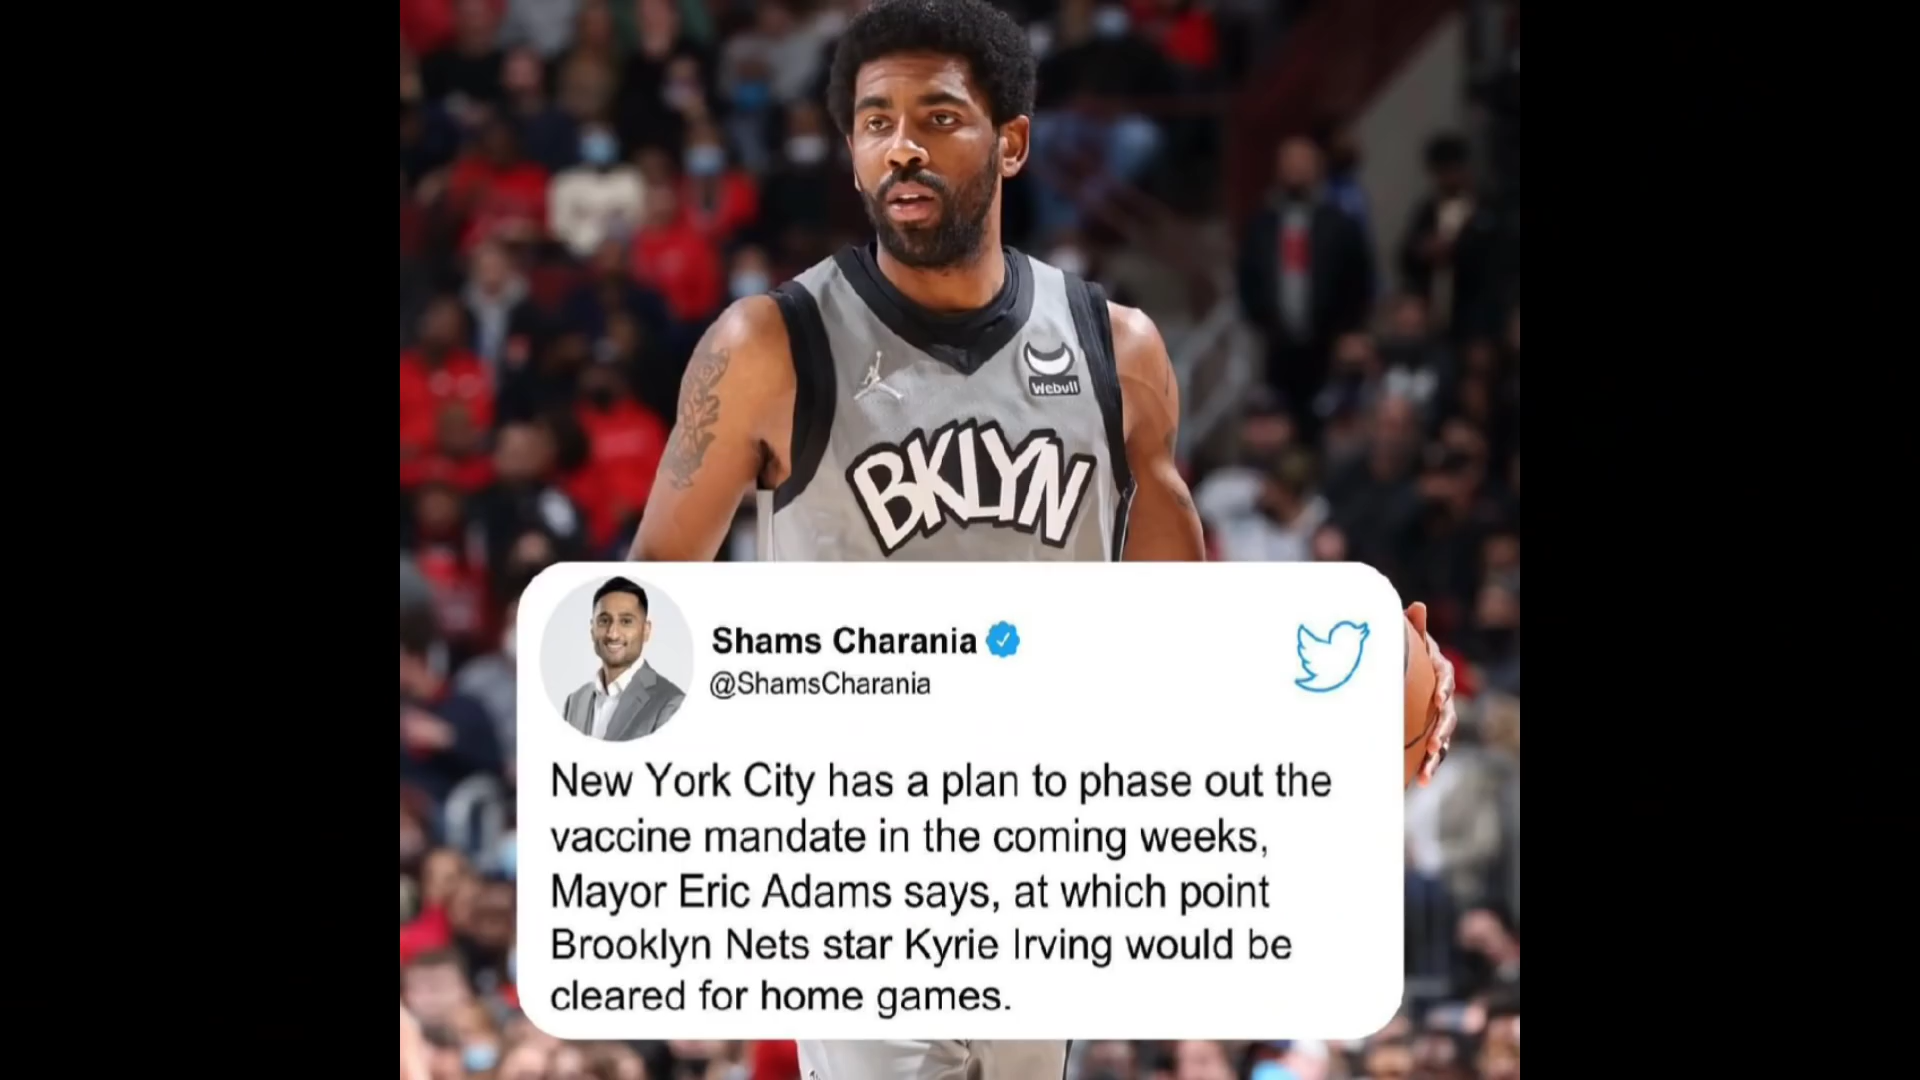 Webull
BKLYN
Shams Charania
@ShamsCharania
New York City has a plan to phase out the
vaccine mandate in the coming weeks,
Mayor Eric Adams says, at which point
Brooklyn Nets star Kyrie Irving would be
cleared for home games.